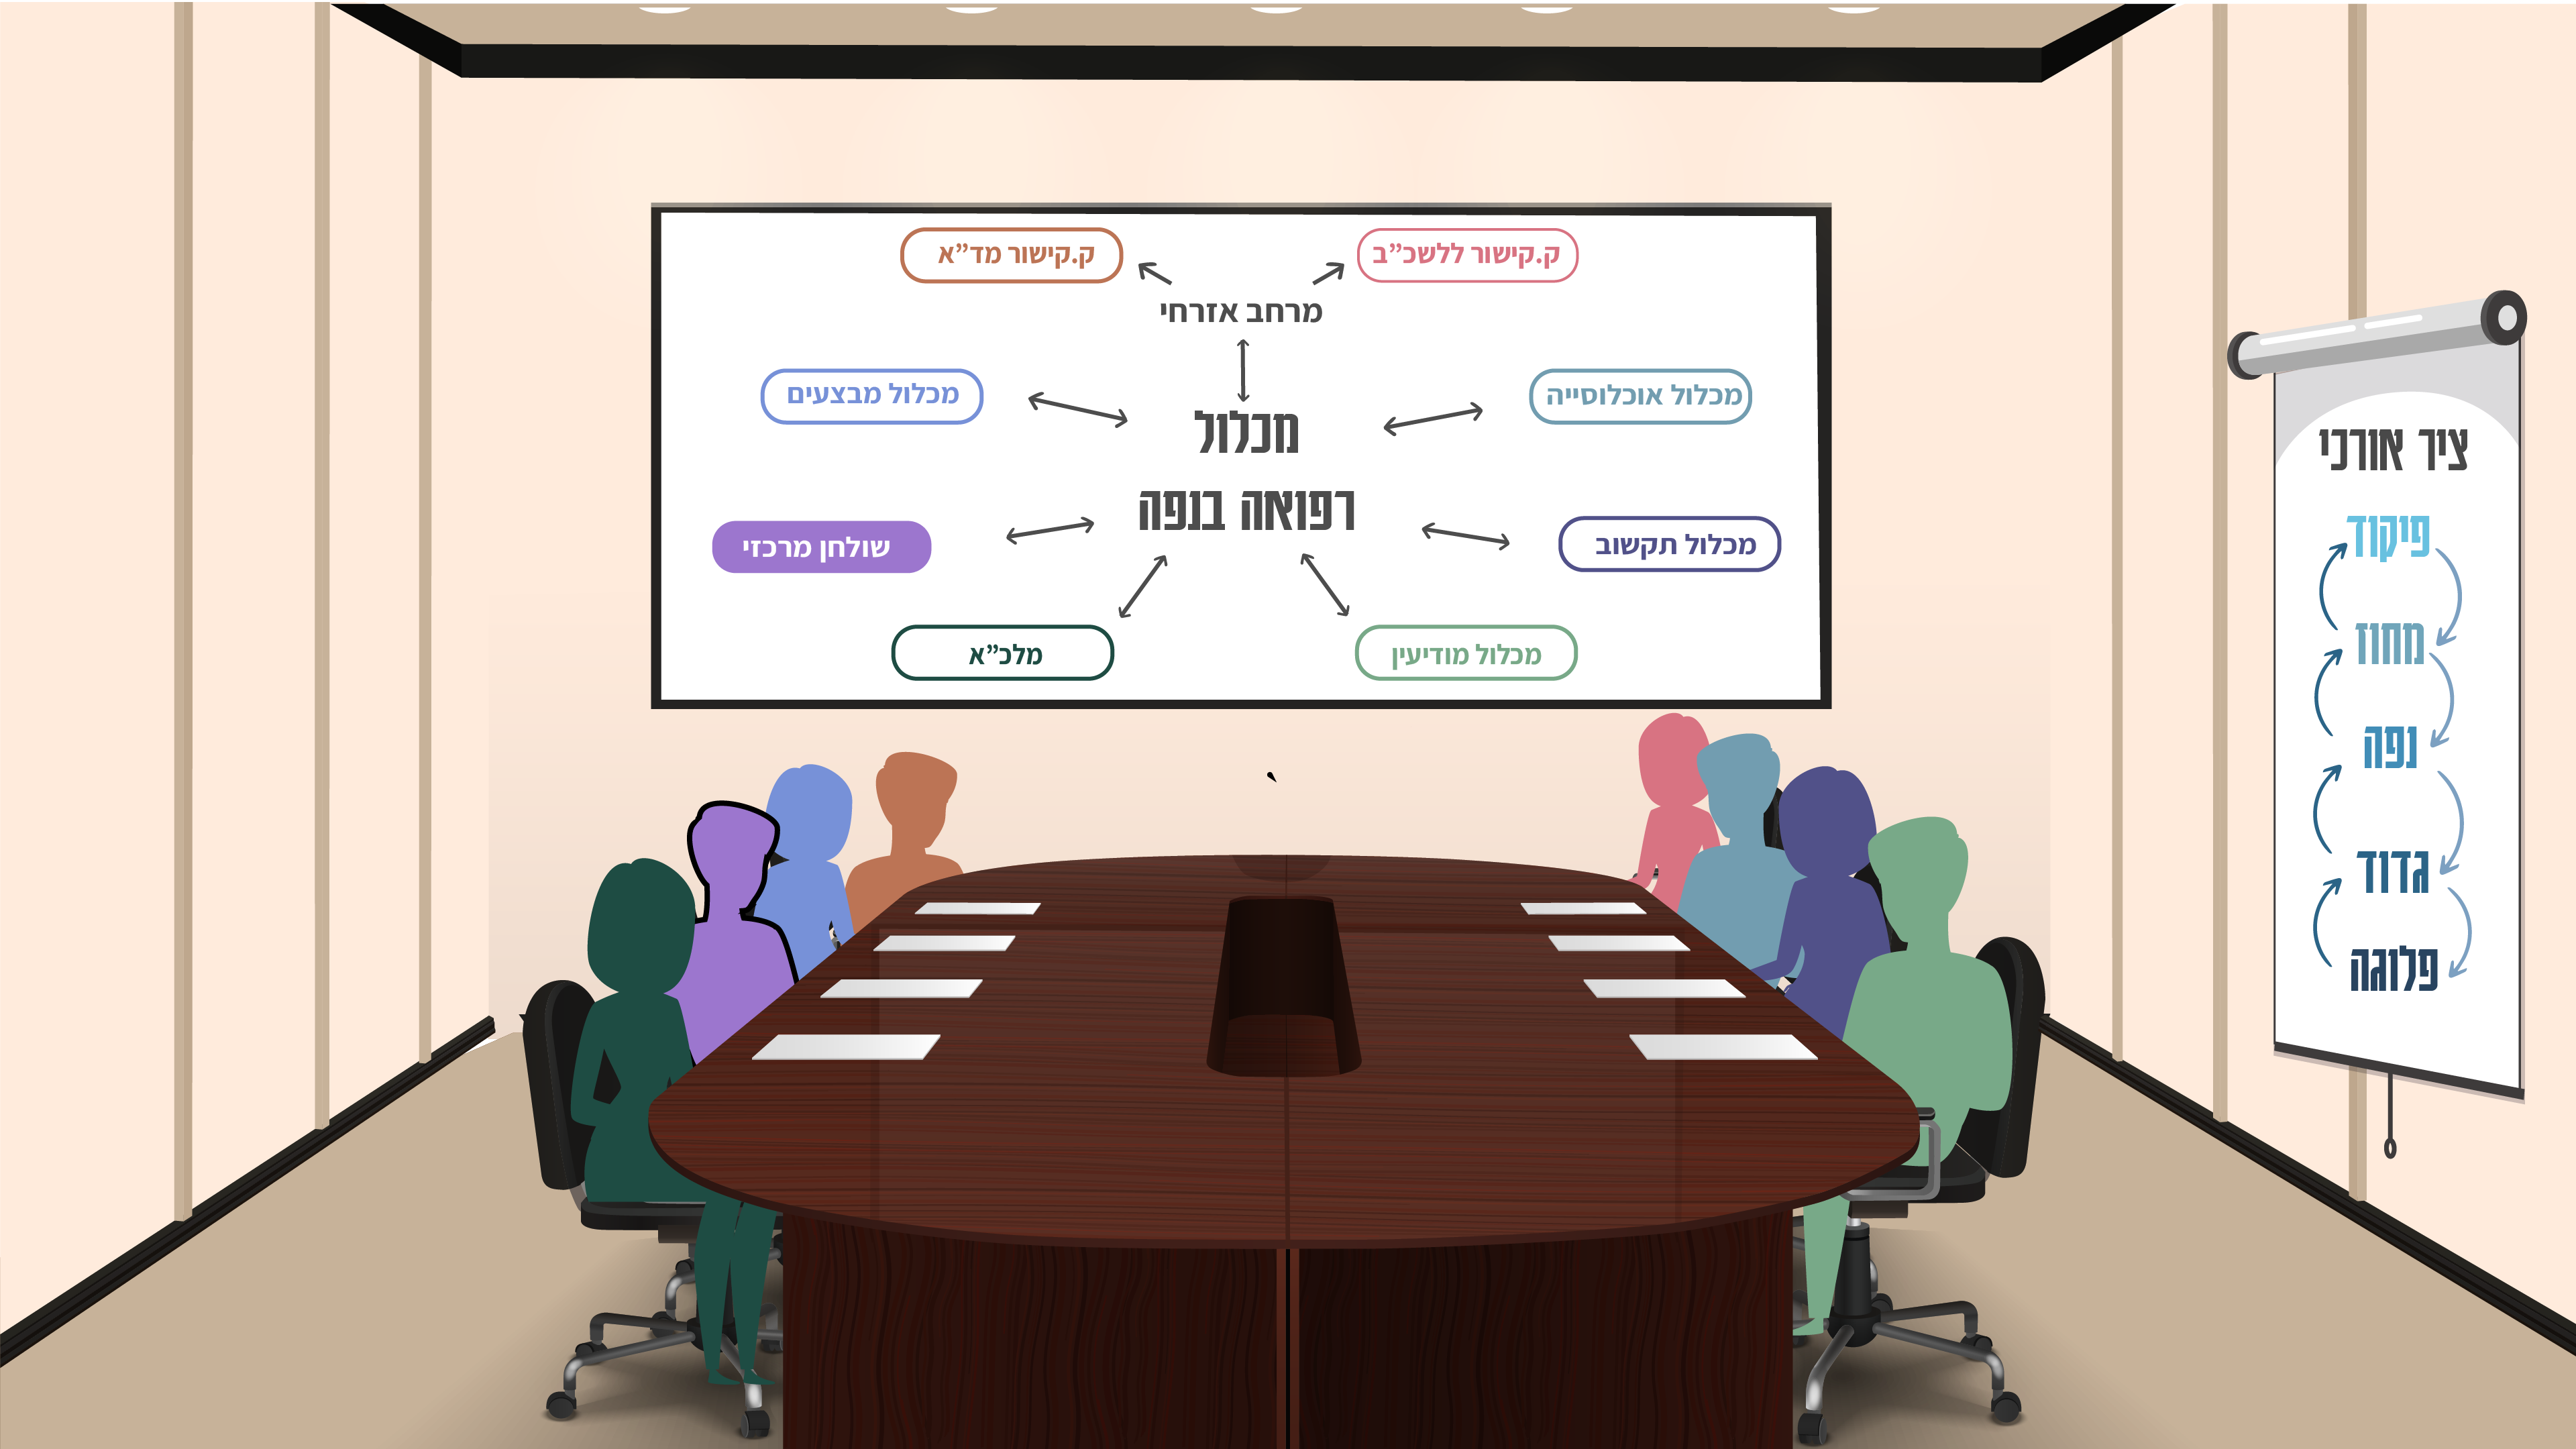 ק.קישור ללשכ"ב
ק.קישור מד"א
מרחב אזרחי
מכלול אוכלוסייה
מכלול מבצעים
מכלול
רפואה בנפה
מכלול תקשוב
שולחן מרכזי
מכלול מודיעין
מלכ"א
ציר אורכי
פיקוד
מחוז
נפה
גדוד
פלוגה